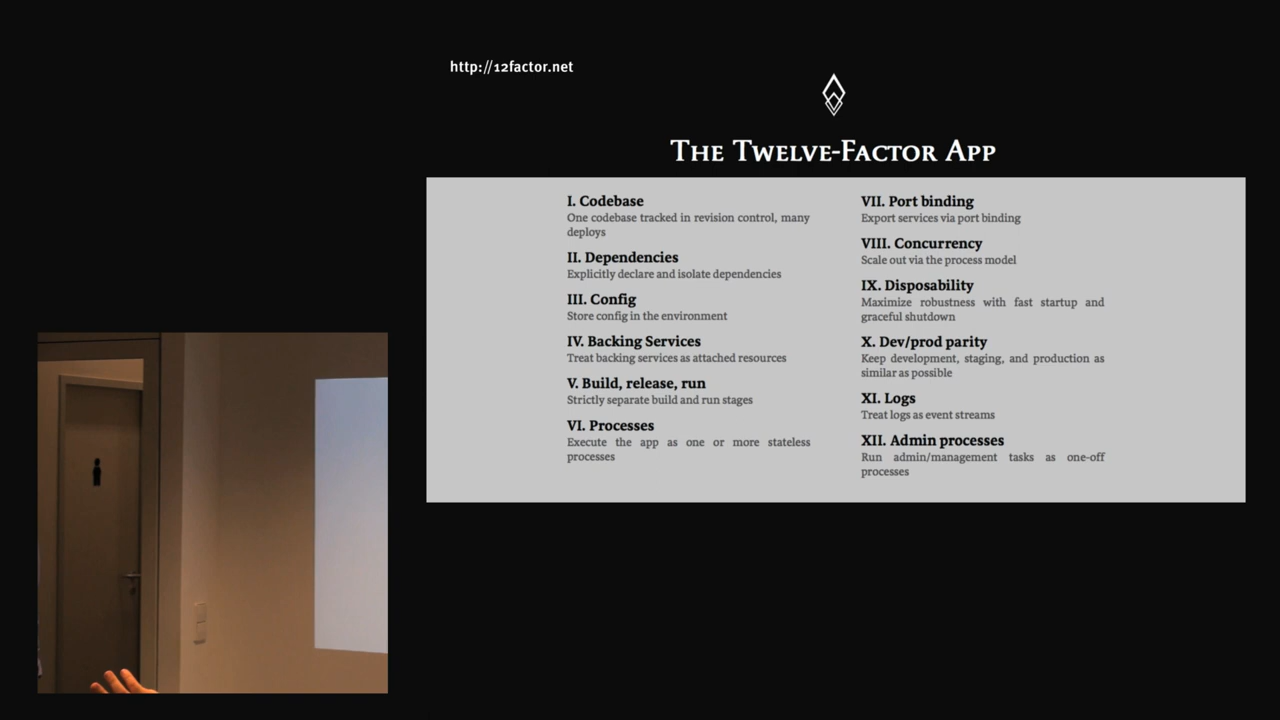 http://12factor.net
The Twelve-Factor App
I. Codebase
One codebase tracked in revision control, many
deploys
II. Dependencies
Explicitly declare and isolate dependencies
III. Config
Store config in the environment
IV. Backing Services
Treat backing services as attached resources
V. Build, release, run
Strictly separate build and run stages
VI. Processes
Execute the app as one or more stateless
processes
VII. Port binding
Export services via port binding
VIII. Concurrency
Scale out via the process model
IX. Disposability
Maximize robustness with fast startup and
graceful shutdown
X. Dev/prod parity
Keep development, staging, and production as
similar as possible
XI. Logs
Treat logs as event streams
XII. Admin processes
Run admin/management tasks as one-off
processes